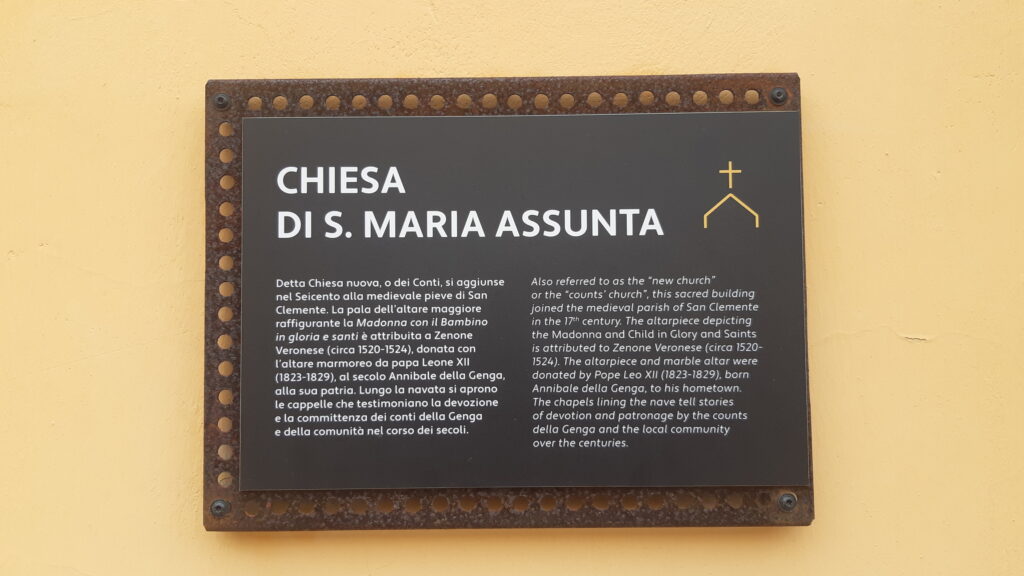 CHIESA
DI S. MARIA ASSUNTA
Detta Chiesa nuova, o dei Conti, si aggiunse
nel Seicento alla medievale pieve di San
Clemente. La pala dell'altare maggiore
raffigurante la Madonna con il Bambino
in gloria e santi è attribuita a Zenone
Veronese (circa 1520-1524), donata con
l'altare marmoreo da papa Leone XII
(1823-1829), al secolo Annibale della Genga,
alla sua patria. Lungo la navata si aprono
le cappelle che testimoniano la devozione
e la committenza dei conti della Genga
e della comunità nel corso dei secoli.
Also referred to as the "new church"
or the "counts' church", this sacred building
joined the medieval parish of San Clemente
in the 17th century. The altarpiece depicting
the Madonna and Child in Glory and Saints
is attributed to Zenone Veronese (circa 1520-
1524). The altarpiece and marble altar were
donated by Pope Leo XII (1823-1829), born
Annibale della Genga, to his hometown.
The chapels lining the nave tell stories
of devotion and patronage by the counts
della Genga and the local community
over the centuries.